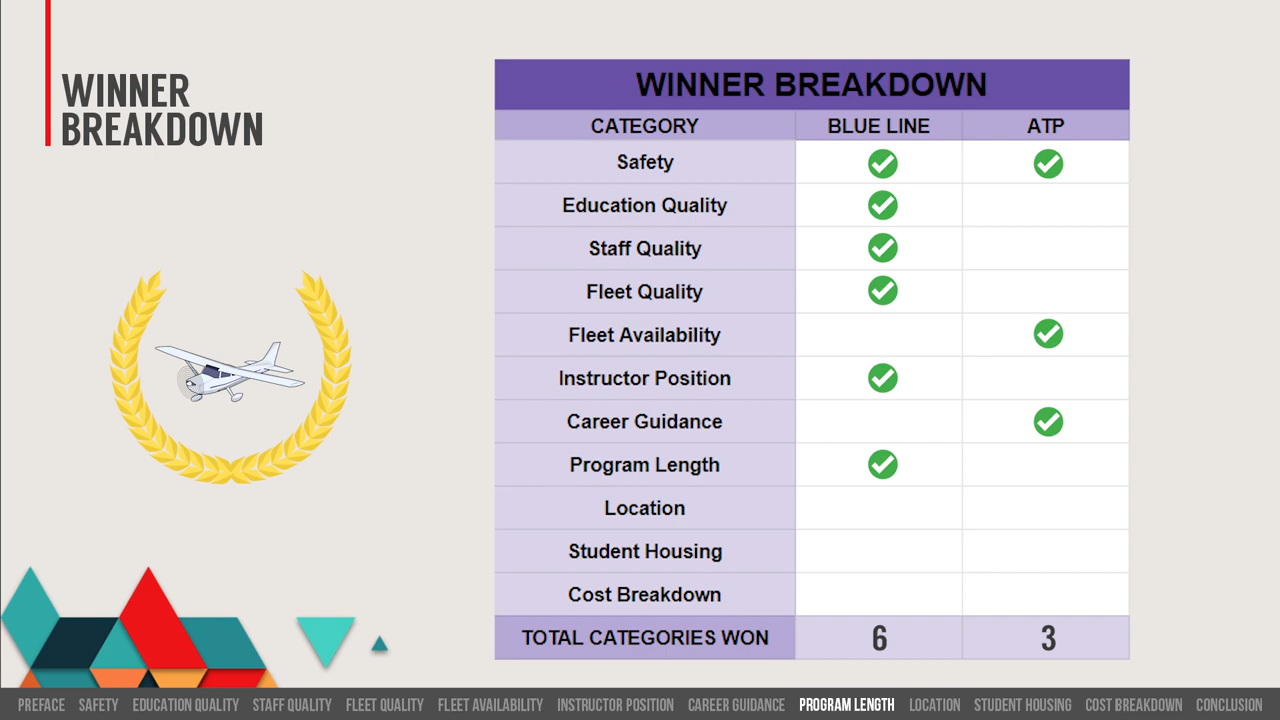 WINNER
BREAKDOWN
WINNER BREAKDOWN
CATEGORY BLUE LINE ATP
Safety
Education Quality
Staff Quality
Fleet Quality
Fleet Availability
Instructor Position
Career Guidance
Program Length
Location
Student Housing
Cost Breakdown
TOTAL CATEGORIES WON 6 3
PREFACE SAFETY EDUCATION QUALITY STAFF QUALITY FLEET QUALITY FLEET AVAILABILITY INSTRUCTOR POSITION CAREER GUIDANCE PROGRAM LENGTH LOCATION STUDENT HOUSING COST BREAKDOWN CONCLUSION